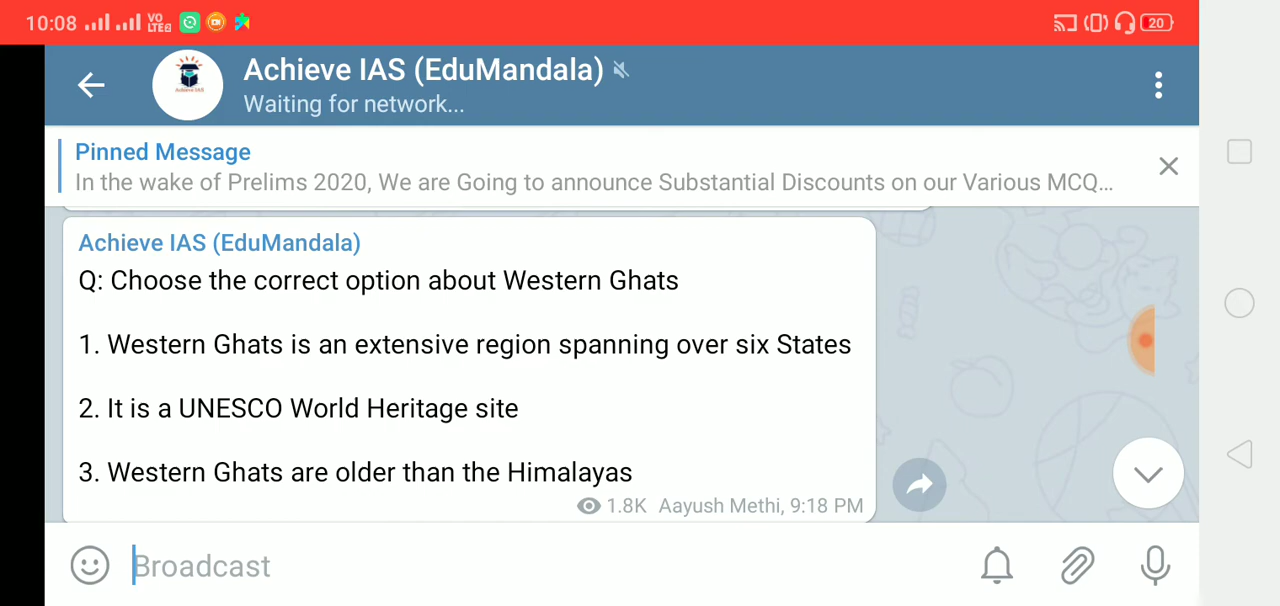 10:08 VO LTE2 20
Achieve IAS (EduMandala)
Waiting for network...
Pinned Message
In the wake of Prelims 2020, We are Going to announce Substantial Discounts on our Various MCQ...
Achieve IAS (EduMandala)
Q: Choose the correct option about Western Ghats
1. Western Ghats is an extensive region spanning over six States
2. It is a UNESCO World Heritage site
3. Western Ghats are older than the Himalayas
1.8K Aayush Methi, 9:18 PM
Broadcast